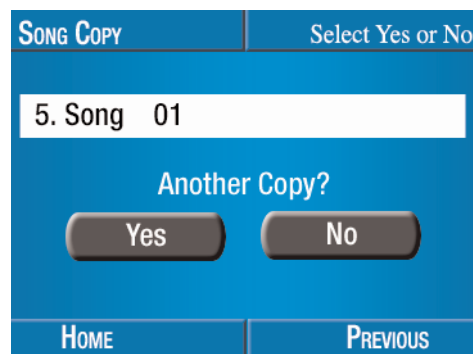 SONG COPY Select Yes or No
5. Song 01
Another Copy?
Yes No
HOME PREVIOUS